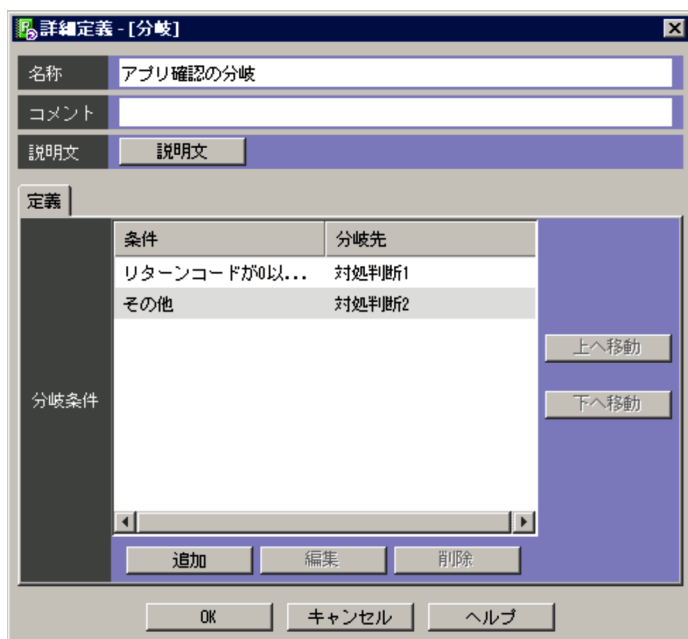 詳細定義 - [分岐]
名称 アプリ確認の分岐
コメント
説明文 説明文
定義
条件 分岐先
リターンコードが0以... 対処判断1
その他 対処判断2
上へ移動
分岐条件
下へ移動
追加 編集 削除
OK キャンセル ヘルプ